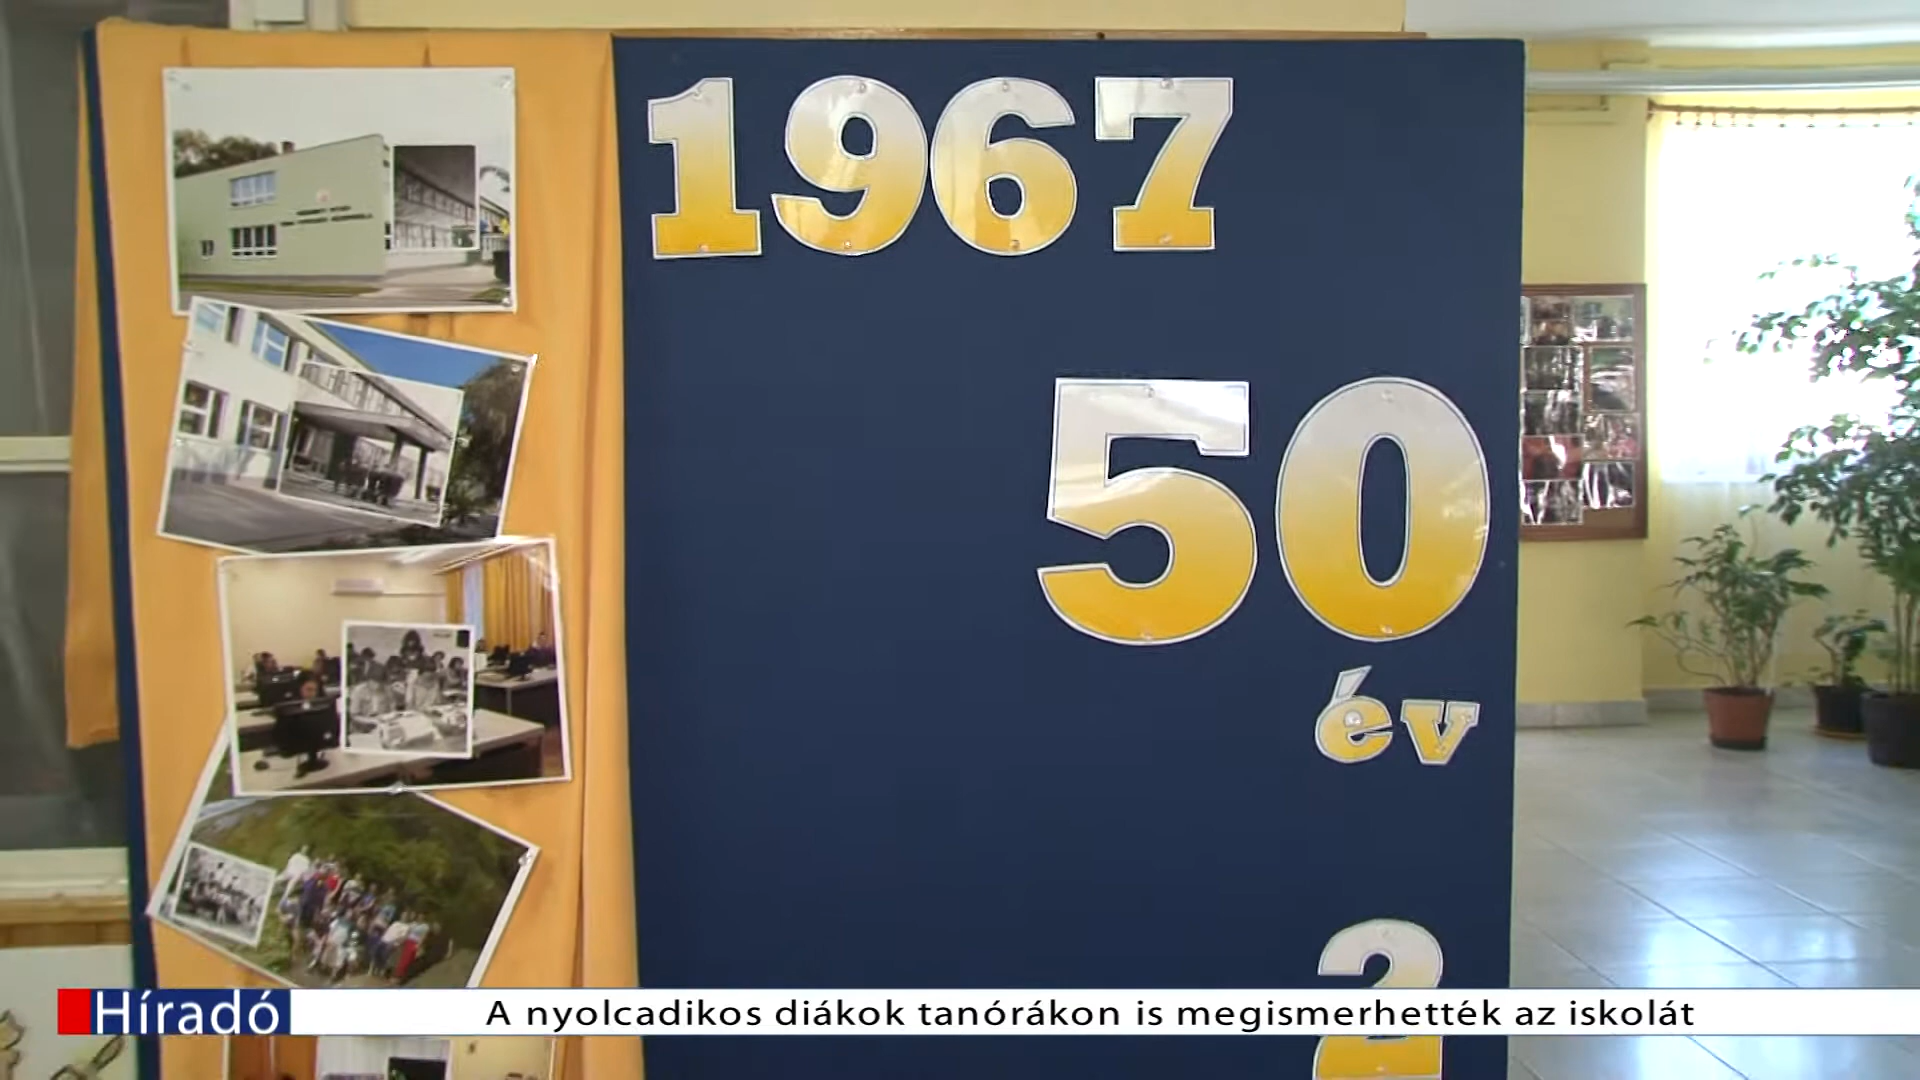 1967
50
év
2
Híradó
A nyolcadikos diákok tanórákon is megismerhették az iskolát